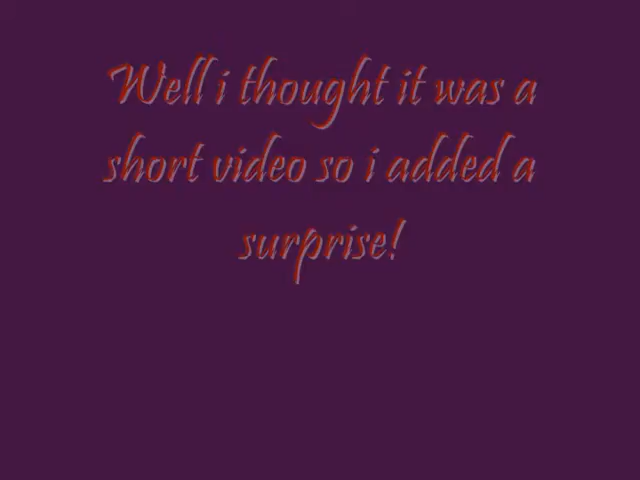 Well i thought it was a
short video so i added a
surprise!